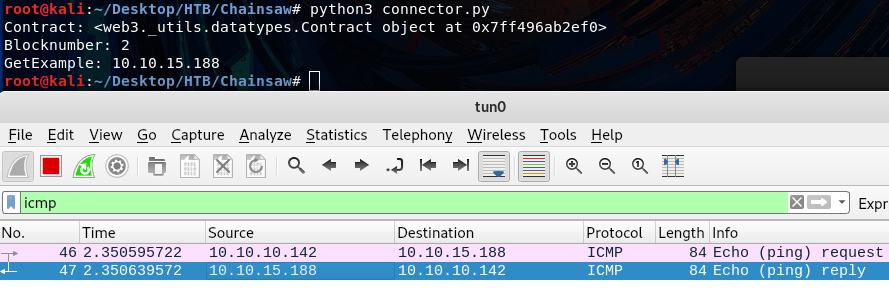 root@kali:~/Desktop/HTB/Chainsaw# python3 connector.py
Contract: <web3._utils.datatypes.Contract object at 0x7ff496ab2ef0>
Blocknumber: 2
GetExample: 10.10.15.188
root@kali:~/Desktop/HTB/Chainsaw#
tun0
File Edit View Go Capture Analyze Statistics Telephony Wireless Tools Help
icmp Expr
No. Time Source Destination Protocol Length Info
46 2.350595722 10.10.10.142 10.10.15.188 ICMP 84 Echo (ping) request
47 2.350639572 10.10.15.188 10.10.10.142 ICMP 84 Echo (ping) reply